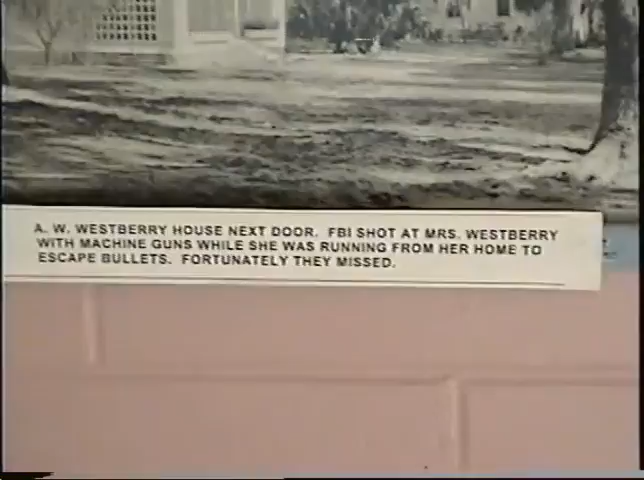 A. W. WESTBERRY HOUSE NEXT DOOR. FBI SHOT AT MRS. WESTBERRY
WITH MACHINE GUNS WHILE SHE WAS RUNNING FROM HER HOME TO
ESCAPE BULLETS. FORTUNATELY THEY MISSED.